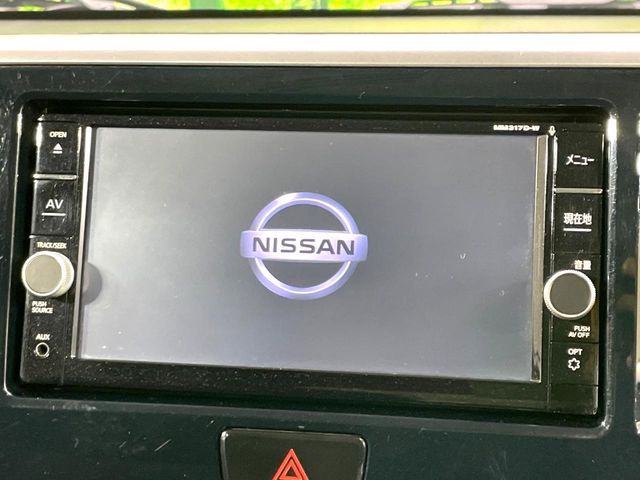 MM317D-W
OPEN
AV
TRACK/SEEK
PUSH
SOURCE
AUX
NISSAN
メニュー
現在地
音量
PUSH
AV OFF
OPT